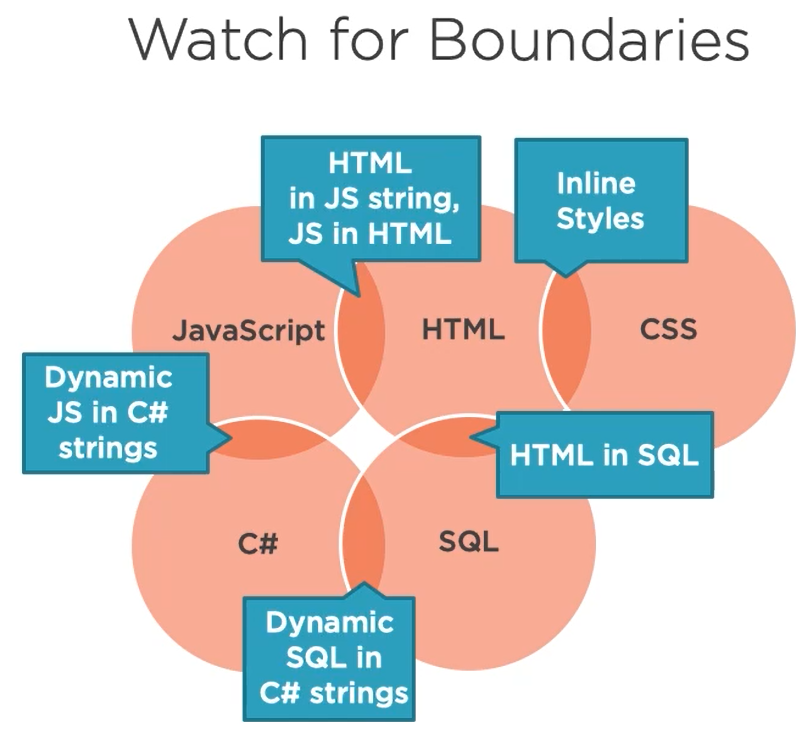 Watch for Boundaries
HTML
in JS string,
JS in HTML
Inline
Styles
JavaScript
HTML
CSS
Dynamic
JS in C#
strings
HTML in SQL
C#
SQL
Dynamic
SQL in
C# strings